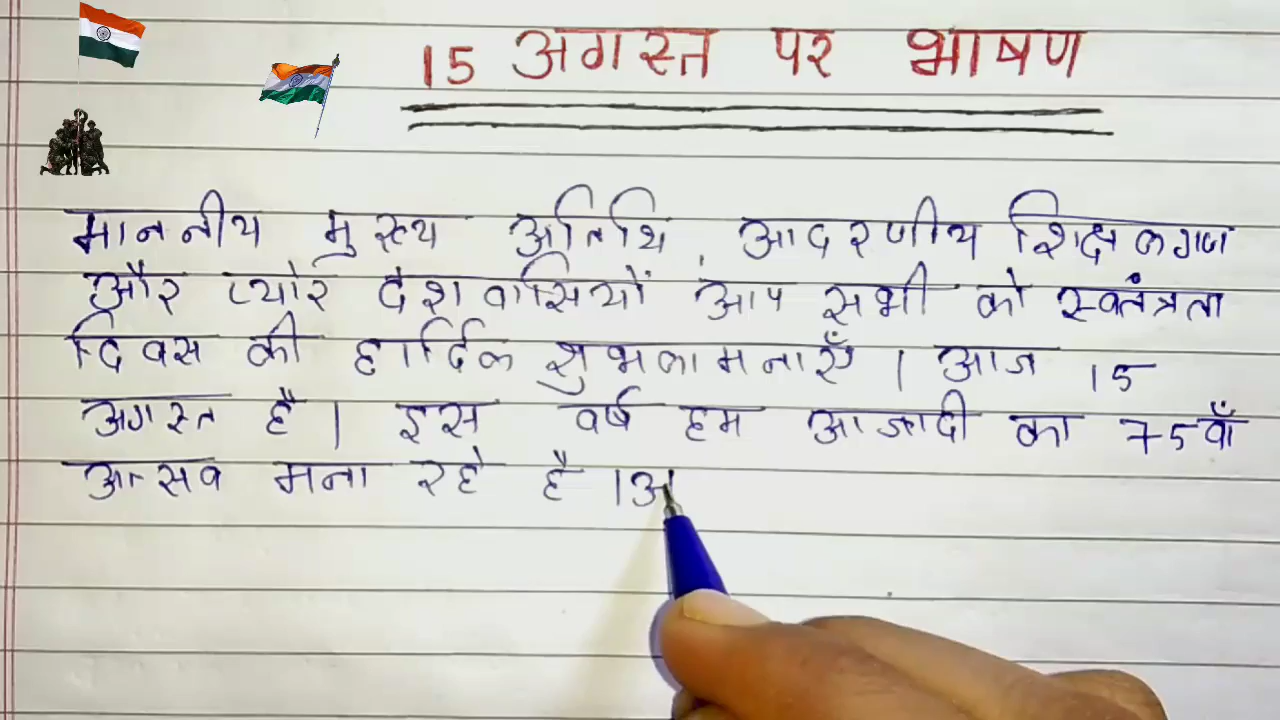 15 अगस्त पर भाषण
माननीय मुख्य अतिथि, आदरणीय शिक्षकगण
और प्यारे देशवासियों, आप सभी को स्वतंत्रता
दिवस की हार्दिक शुभकामनाएँ । आज 15
अगस्त है । इस वर्ष हम आजादी का 75वाँ
उत्सव मना रहे है । अ